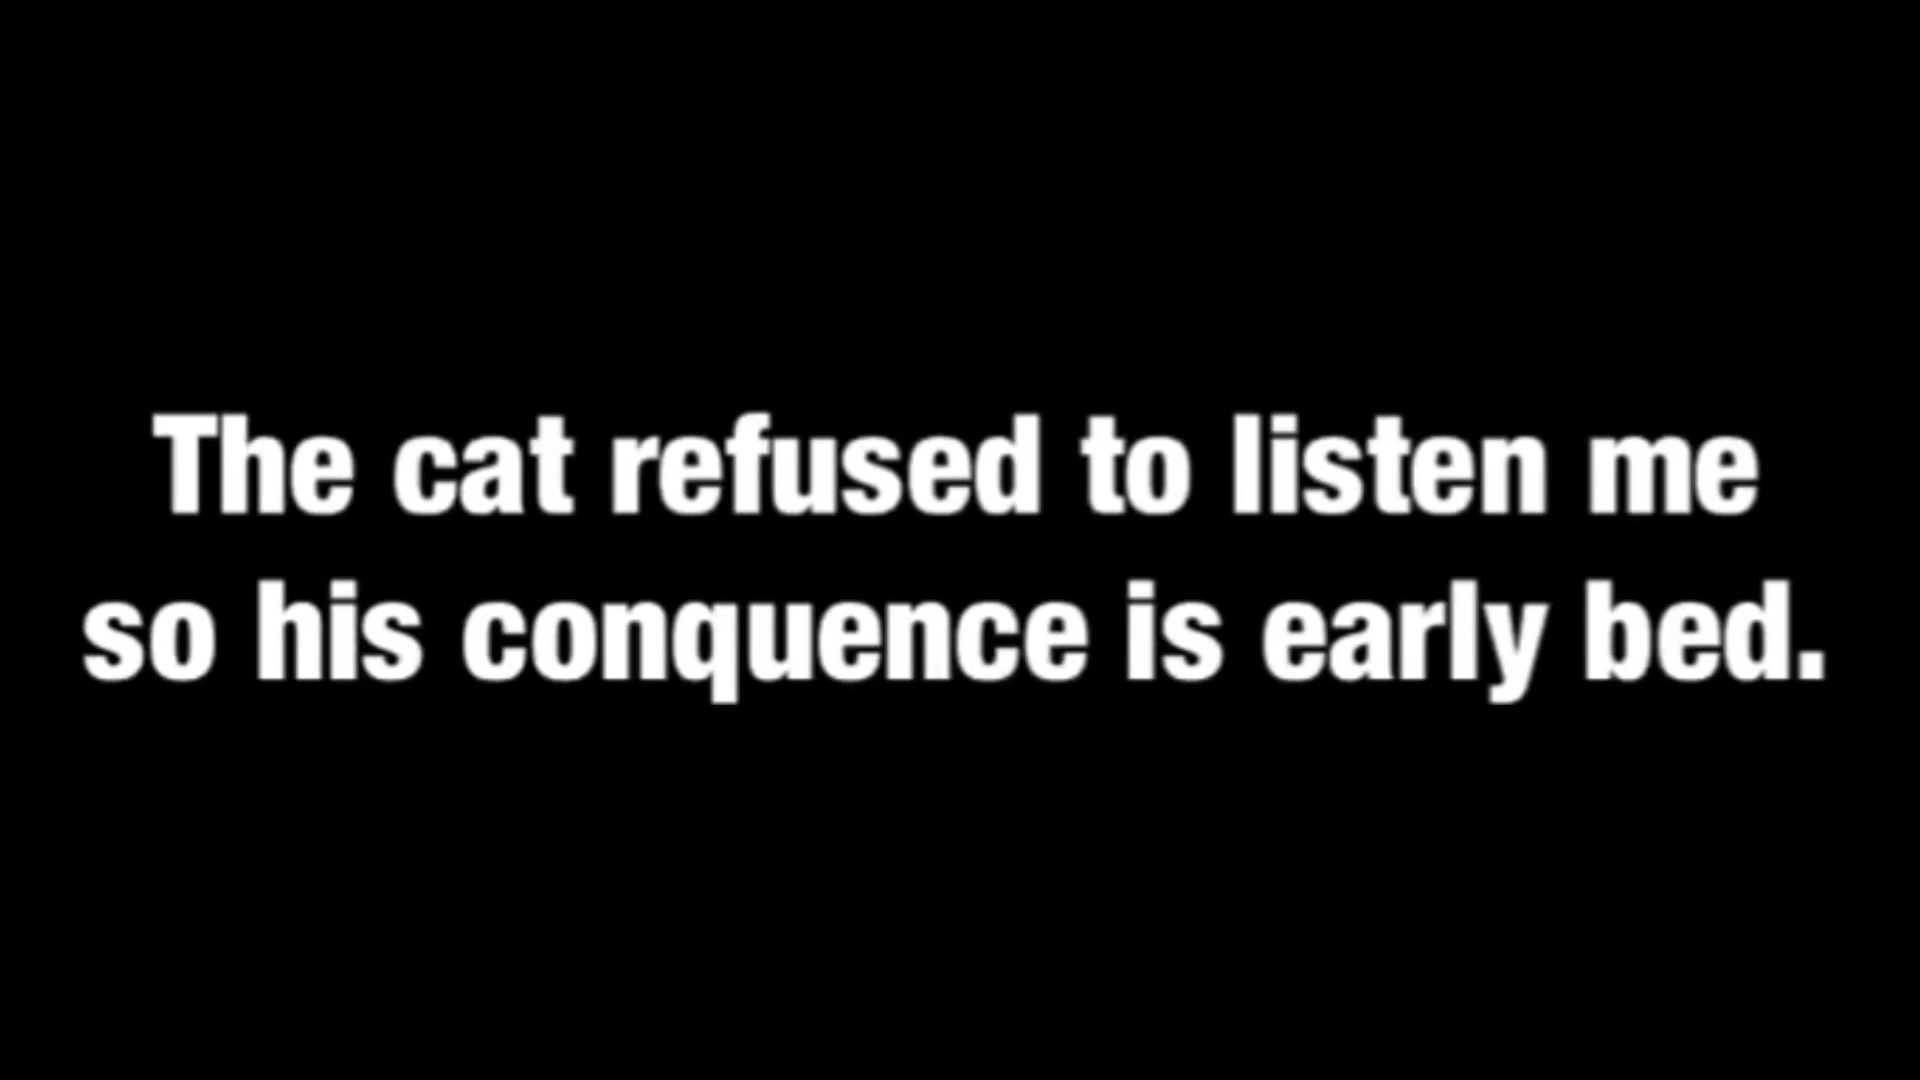 The cat refused to listen me
so his conquence is early bed.